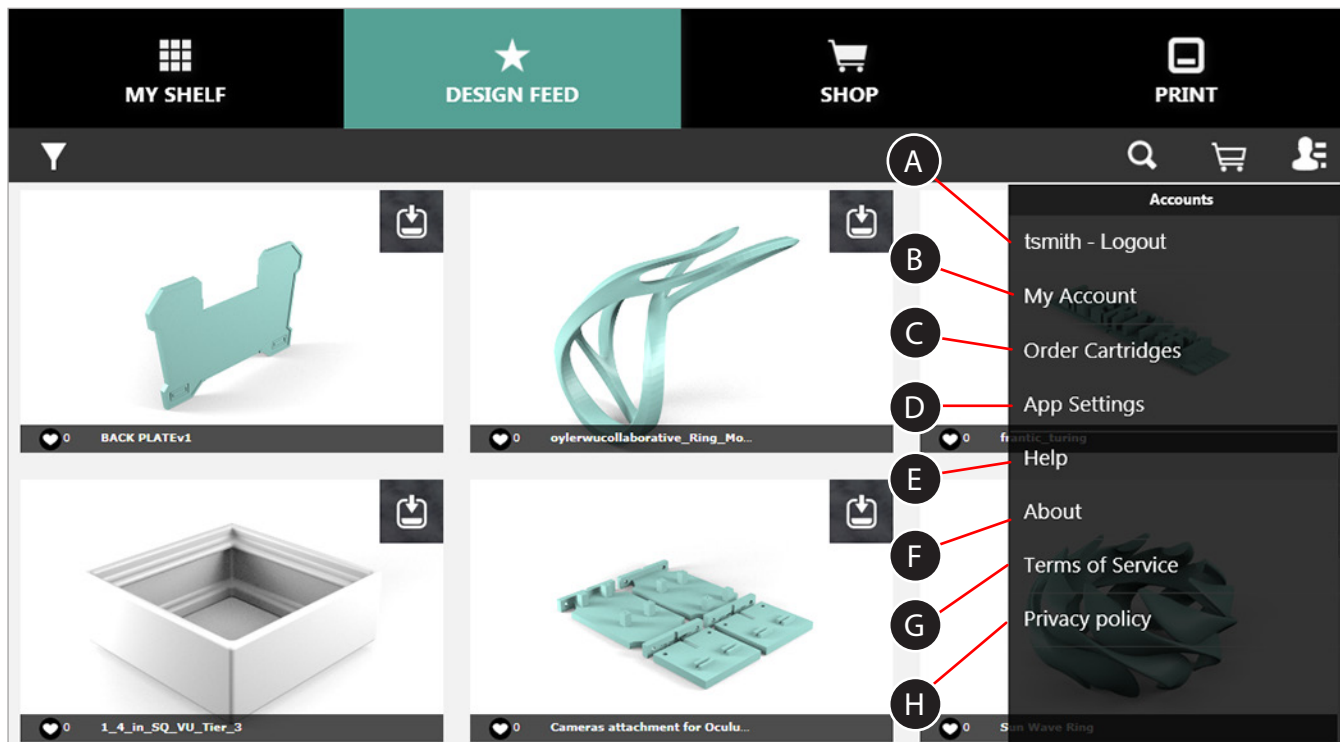 MY SHELF
DESIGN FEED
SHOP
PRINT
A
Accounts
tsmith - Logout
B
My Account
C
Order Cartridges
D
App Settings
0 BACK PLATEv1
0 oylerwucollaborative_Ring_Mo...
0 frantic_turing
E
Help
F
About
G
Terms of Service
H
Privacy policy
0 1_4_in_SQ_VU_Tier_3
0 Cameras attachment for Oculu...
0 Sun Wave Ring